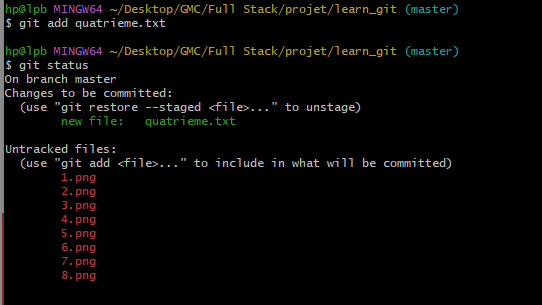 hp@lpb MINGW64 ~/Desktop/GMC/Full Stack/projet/learn_git (master)
$ git add quatrieme.txt

hp@lpb MINGW64 ~/Desktop/GMC/Full Stack/projet/learn_git (master)
$ git status
On branch master
Changes to be committed:
  (use "git restore --staged <file>..." to unstage)
        new file:   quatrieme.txt

Untracked files:
  (use "git add <file>..." to include in what will be committed)
        1.png
        2.png
        3.png
        4.png
        5.png
        6.png
        7.png
        8.png